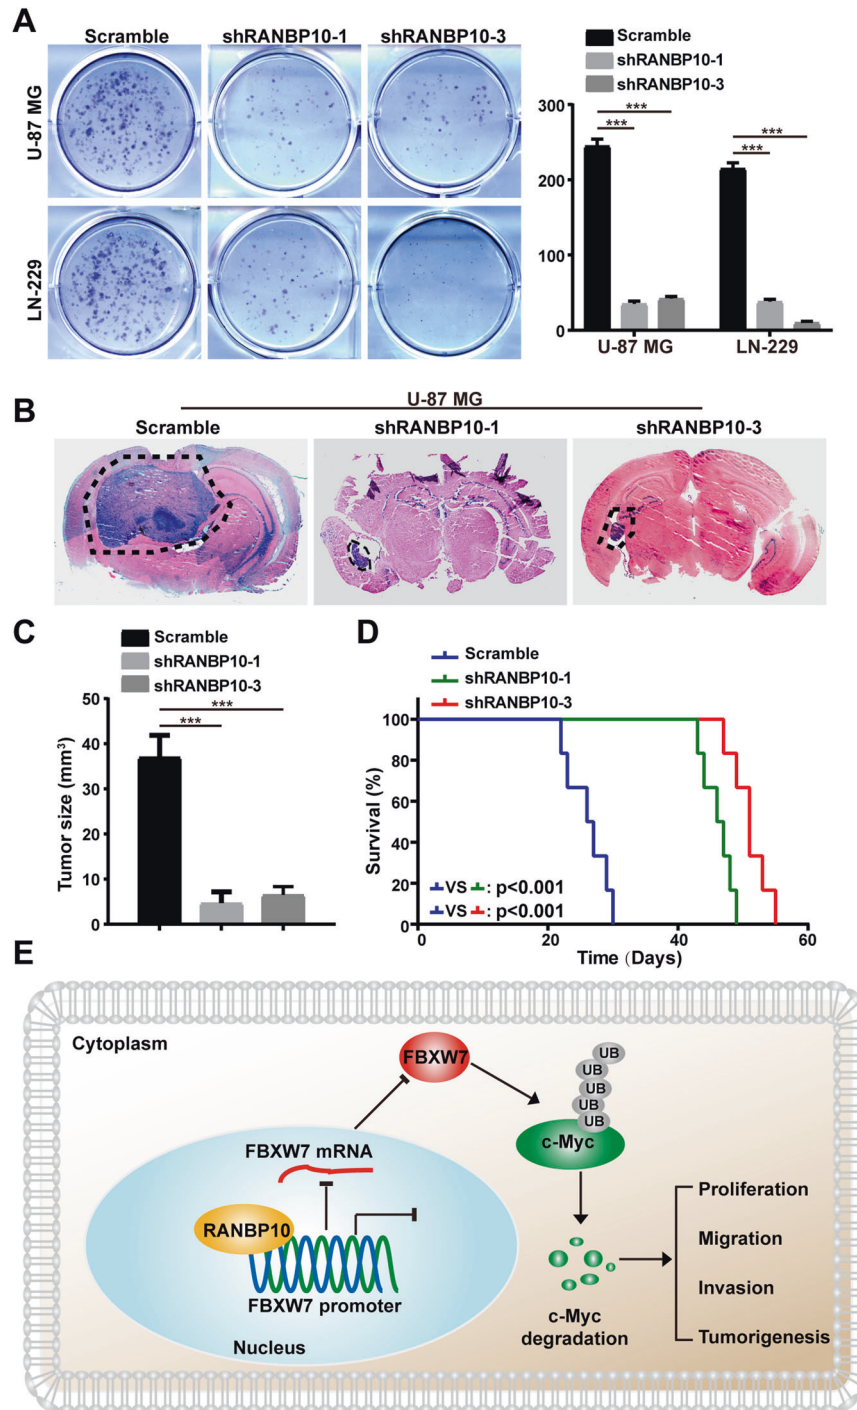 A
Scramble shRANBP10-1 shRANBP10-3
U-87 MG
LN-229
Scramble
shRANBP10-1
shRANBP10-3
300
200
100
0
***
***
***
***
U-87 MG LN-229
B
U-87 MG
Scramble shRANBP10-1 shRANBP10-3
C
Scramble
shRANBP10-1
shRANBP10-3
Tumor size (mm³)
50
40
30
20
10
0
***
***
D
Scramble
shRANBP10-1
shRANBP10-3
Survival (%)
100
80
60
40
20
0
VS : p<0.001
VS : p<0.001
0 20 40 60
Time (Days)
E
Cytoplasm
FBXW7
UB
UB
UB
UB
UB
c-Myc
FBXW7 mRNA
RANBP10
FBXW7 promoter
Nucleus
c-Myc
degradation
Proliferation
Migration
Invasion
Tumorigenesis